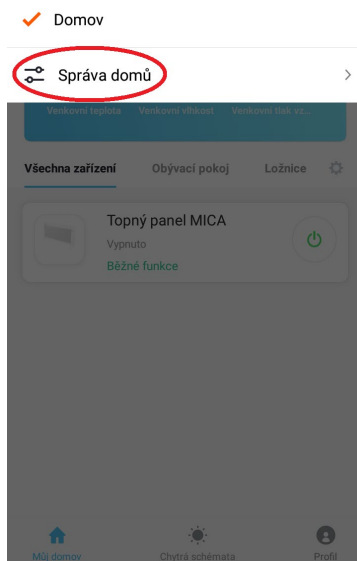 Domov
Správa domů
Venkovní teplota Venkovní vlhkost Venkovní tlak vz...
Všechna zařízení Obývací pokoj Ložnice
Topný panel MICA
Vypnuto
Běžné funkce
Můj domov Chytrá schémata Profil